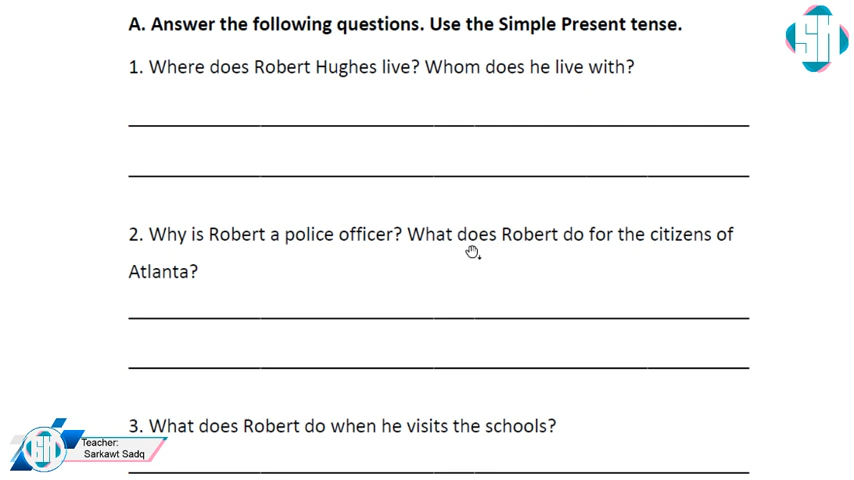 A. Answer the following questions. Use the Simple Present tense.
SH
1. Where does Robert Hughes live? Whom does he live with?
2. Why is Robert a police officer? What does Robert do for the citizens of
Atlanta?
3. What does Robert do when he visits the schools?
SH
Teacher:
Sarkawt Sadq